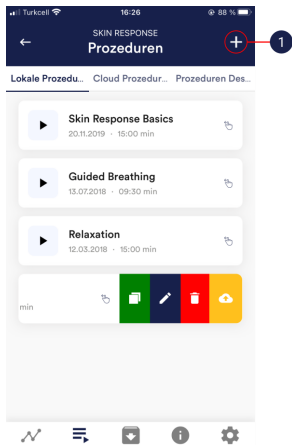 Turkcell 16:26 88 %
SKIN RESPONSE
Prozeduren
1
Lokale Prozedu... Cloud Prozedur... Prozeduren Des...
Skin Response Basics
20.11.2019 · 15:00 min
Guided Breathing
13.07.2018 · 09:30 min
Relaxation
12.03.2018 · 15:00 min
min